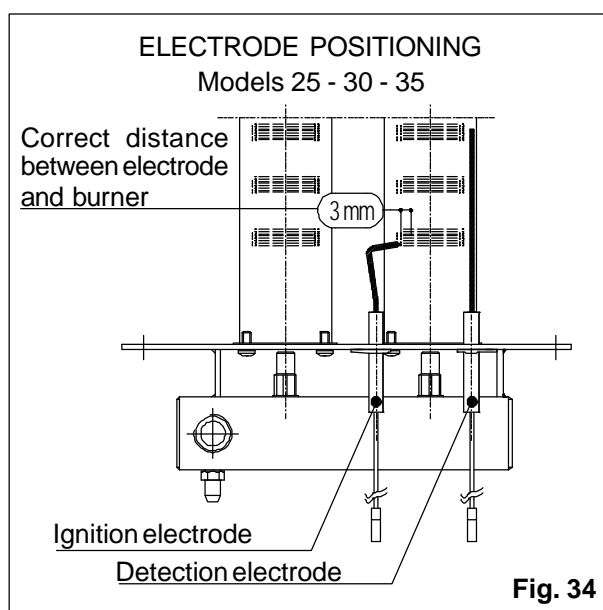 ELECTRODE POSITIONING
Models 25 - 30 - 35
Correct distance
between electrode
and burner
3 mm
Ignition electrode
Detection electrode
Fig. 34